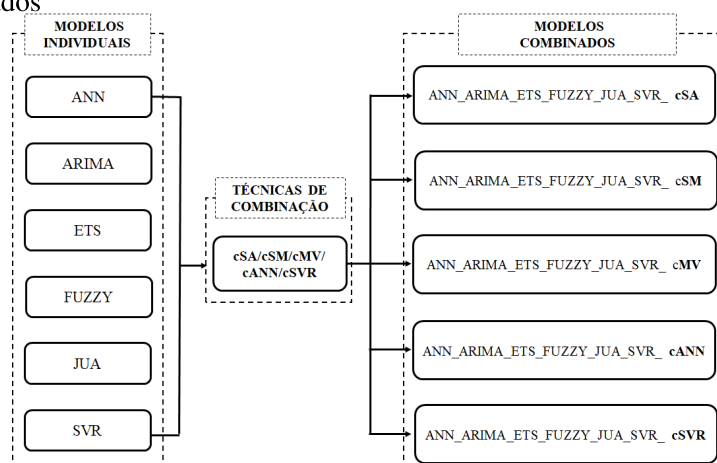 MODELOS
INDIVIDUAIS
ANN
ARIMA
ETS
FUZZY
JUA
SVR
TÉCNICAS DE
COMBINAÇÃO
cSA/cSM/cMV/
cANN/cSVR
MODELOS
COMBINADOS
ANN_ARIMA_ETS_FUZZY_JUA_SVR_ cSA
ANN_ARIMA_ETS_FUZZY_JUA_SVR_ cSM
ANN_ARIMA_ETS_FUZZY_JUA_SVR_ cMV
ANN_ARIMA_ETS_FUZZY_JUA_SVR_ cANN
ANN_ARIMA_ETS_FUZZY_JUA_SVR_ cSVR